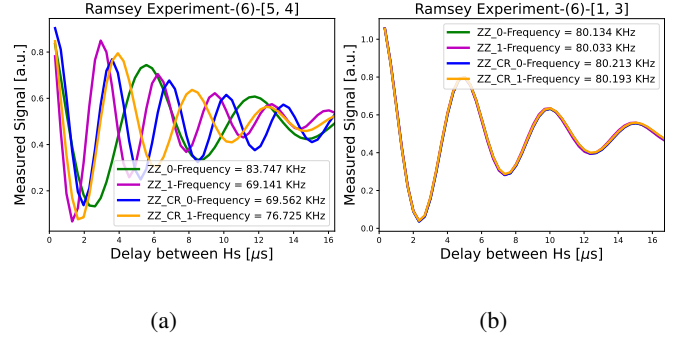 Ramsey Experiment-(6)-[5, 4]
Measured Signal [a.u.]
0.8
0.6
0.4
0.2
ZZ_0-Frequency = 83.747 KHz
ZZ_1-Frequency = 69.141 KHz
ZZ_CR_0-Frequency = 69.562 KHz
ZZ_CR_1-Frequency = 76.725 KHz
0 2 4 6 8 10 12 14 16
Delay between Hs [μs]
(a)
Ramsey Experiment-(6)-[1, 3]
Measured Signal [a.u.]
1.0
0.8
0.6
0.4
0.2
0.0
ZZ_0-Frequency = 80.134 KHz
ZZ_1-Frequency = 80.033 KHz
ZZ_CR_0-Frequency = 80.213 KHz
ZZ_CR_1-Frequency = 80.193 KHz
0 2 4 6 8 10 12 14 16
Delay between Hs [μs]
(b)